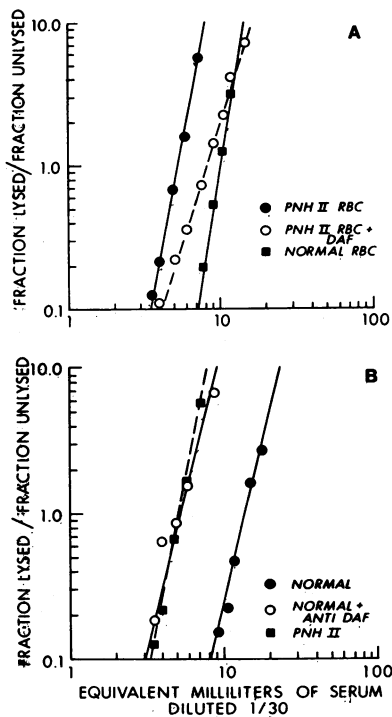 A
FRACTION LYSED/FRACTION UNLYSED
10.0
1.0
0.1
PNH II RBC
PNH II RBC +
DAF
NORMAL RBC
1
10
100
B
FRACTION LYSED/FRACTION UNLYSED
10.0
1.0
0.1
NORMAL
NORMAL +
ANTI DAF
PNH II
1
10
100
EQUIVALENT MILLILITERS OF SERUM
DILUTED 1/30